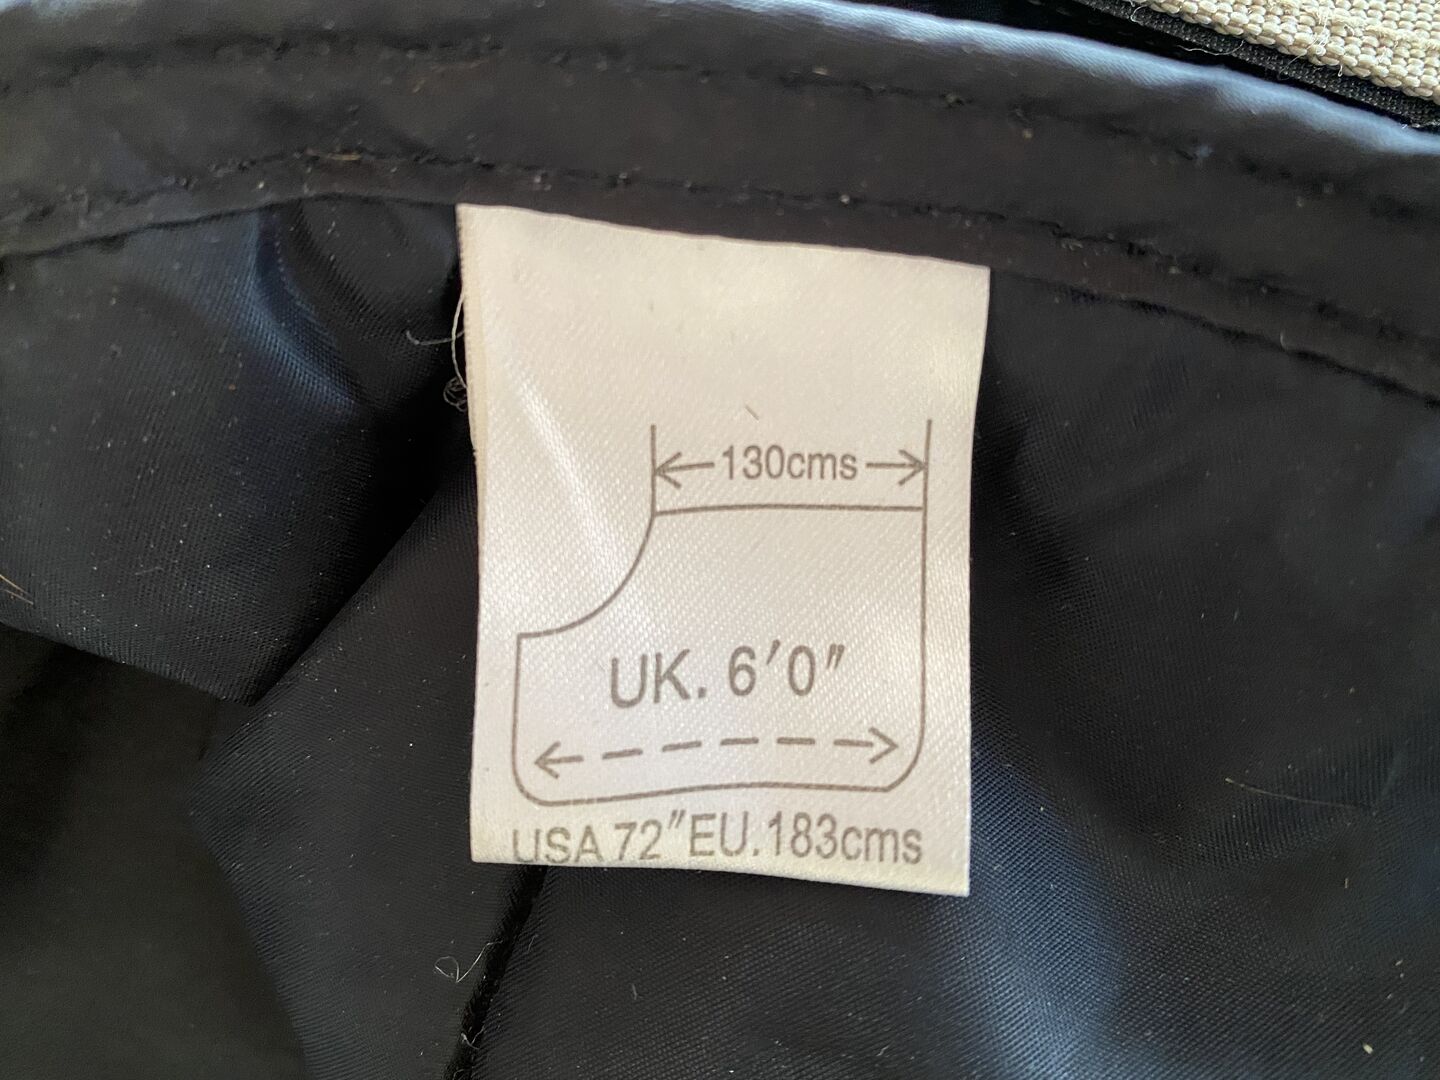 130cms
UK. 6'0"
USA 72" EU.183cms